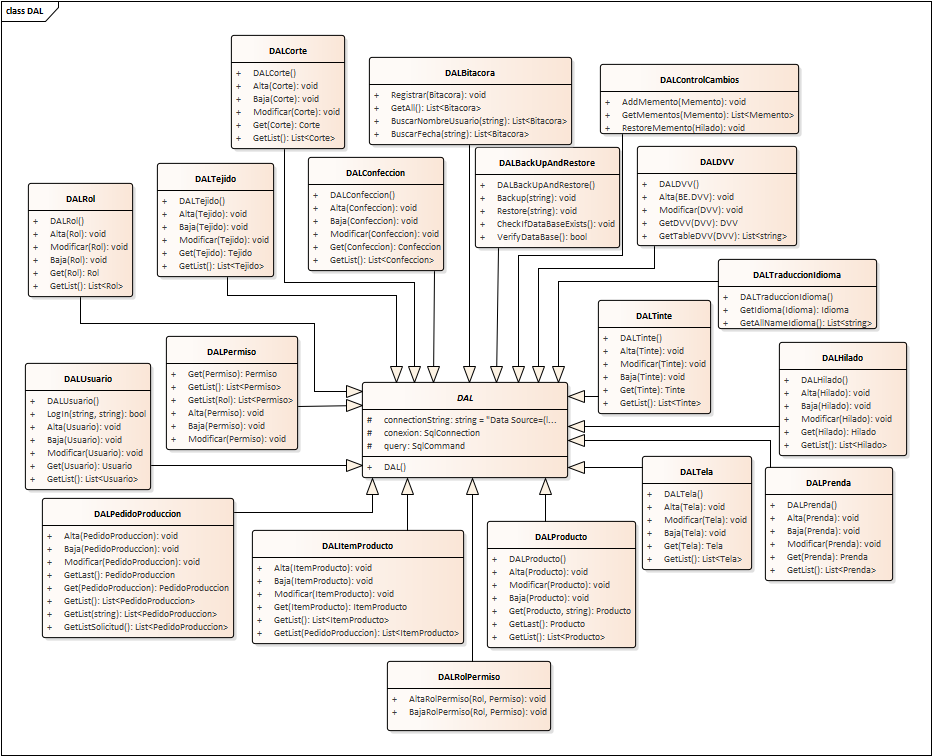 class DAL
DALCorte
+ DALCorte()
+ Alta(Corte): void
+ Baja(Corte): void
+ Modificar(Corte): void
+ Get(Corte): Corte
+ GetList(): List<Corte>
DALBitacora
+ Registrar(Bitacora): void
+ GetAll(): List<Bitacora>
+ BuscarNombreUsuario(string): List<Bitacora>
+ BuscarFecha(string): List<Bitacora>
DALControlCambios
+ AddMemento(Memento): void
+ GetMementos(Memento): List<Memento>
+ RestoreMemento(Hilado): void
DALRol
+ DALRol()
+ Alta(Rol): void
+ Modificar(Rol): void
+ Baja(Rol): void
+ Get(Rol): Rol
+ GetList(): List<Rol>
DALTejido
+ DALTejido()
+ Alta(Tejido): void
+ Baja(Tejido): void
+ Modificar(Tejido): void
+ Get(Tejido): Tejido
+ GetList(): List<Tejido>
DALConfeccion
+ DALConfeccion()
+ Alta(Confeccion): void
+ Baja(Confeccion): void
+ Modificar(Confeccion): void
+ Get(Confeccion): Confeccion
+ GetList(): List<Confeccion>
DALBackUpAndRestore
+ DALBackUpAndRestore()
+ Backup(string): void
+ Restore(string): void
+ CheckIfDataBaseExists(): void
+ VerifyDataBase(): bool
DALDVV
+ DALDVV()
+ Alta(BE.DVV): void
+ Modificar(DVV): void
+ GetDVV(DVV): DVV
+ GetTableDVV(DVV): List<string>
DALTraduccionIdioma
+ DALTraduccionIdioma()
+ GetIdioma(Idioma): Idioma
+ GetAllNameIdioma(): List<string>
DALTinte
+ DALTinte()
+ Alta(Tinte): void
+ Modificar(Tinte): void
+ Baja(Tinte): void
+ Get(Tinte): Tinte
+ GetList(): List<Tinte>
DALUsuario
+ DALUsuario()
+ LogIn(string, string): bool
+ Alta(Usuario): void
+ Baja(Usuario): void
+ Modificar(Usuario): void
+ Get(Usuario): Usuario
+ GetList(): List<Usuario>
DALPermiso
+ Get(Permiso): Permiso
+ GetList(): List<Permiso>
+ GetList(Rol): List<Permiso>
+ Alta(Permiso): void
+ Baja(Permiso): void
+ Modificar(Permiso): void
DAL
# connectionString: string = "Data Source=(l...
# conexion: SqlConnection
# query: SqlCommand
+ DAL()
DALHilado
+ DALHilado()
+ Alta(Hilado): void
+ Baja(Hilado): void
+ Modificar(Hilado): void
+ Get(Hilado): Hilado
+ GetList(): List<Hilado>
DALTela
+ DALTela()
+ Alta(Tela): void
+ Modificar(Tela): void
+ Baja(Tela): void
+ Get(Tela): Tela
+ GetList(): List<Tela>
DALPrenda
+ DALPrenda()
+ Alta(Prenda): void
+ Baja(Prenda): void
+ Modificar(Prenda): void
+ Get(Prenda): Prenda
+ GetList(): List<Prenda>
DALPedidoProduccion
+ Alta(PedidoProduccion): void
+ Baja(PedidoProduccion): void
+ Modificar(PedidoProduccion): void
+ GetLast(): PedidoProduccion
+ Get(PedidoProduccion): PedidoProduccion
+ GetList(): List<PedidoProduccion>
+ GetList(string): List<PedidoProduccion>
+ GetListSolicitud(): List<PedidoProduccion>
DALItemProducto
+ Alta(ItemProducto): void
+ Baja(ItemProducto): void
+ Modificar(ItemProducto): void
+ Get(ItemProducto): ItemProducto
+ GetList(): List<ItemProducto>
+ GetList(PedidoProduccion): List<ItemProducto>
DALProducto
+ DALProducto()
+ Alta(Producto): void
+ Modificar(Producto): void
+ Baja(Producto): void
+ Get(Producto, string): Producto
+ GetLast(): Producto
+ GetList(): List<Producto>
DALRolPermiso
+ AltaRolPermiso(Rol, Permiso): void
+ BajaRolPermiso(Rol, Permiso): void